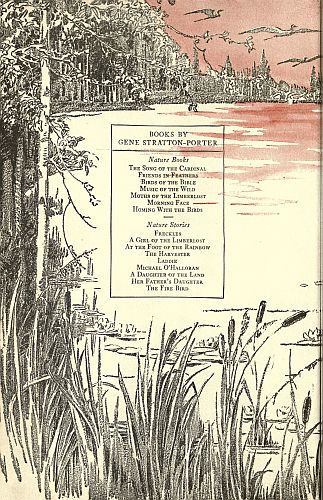 BOOKS BY
GENE STRATTON-PORTER
Nature Books
THE SONG OF THE CARDINAL
FRIENDS IN FEATHERS
BIRDS OF THE BIBLE
MUSIC OF THE WILD
MOTHS OF THE LIMBERLOST
MORNING FACE
HOMING WITH THE BIRDS
Nature Stories
FRECKLES
A GIRL OF THE LIMBERLOST
AT THE FOOT OF THE RAINBOW
THE HARVESTER
LADDIE
MICHAEL O'HALLORAN
A DAUGHTER OF THE LAND
HER FATHER'S DAUGHTER
THE FIRE BIRD